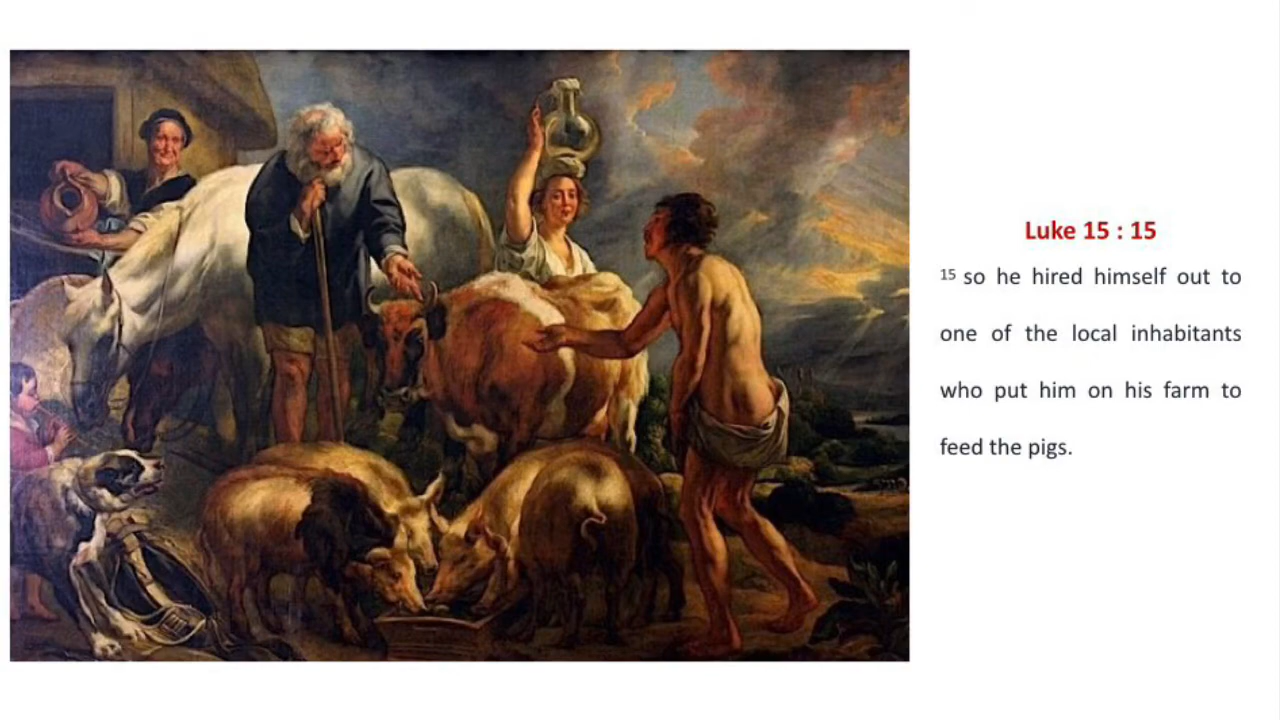 Luke 15 : 15
15 so he hired himself out to
one of the local inhabitants
who put him on his farm to
feed the pigs.